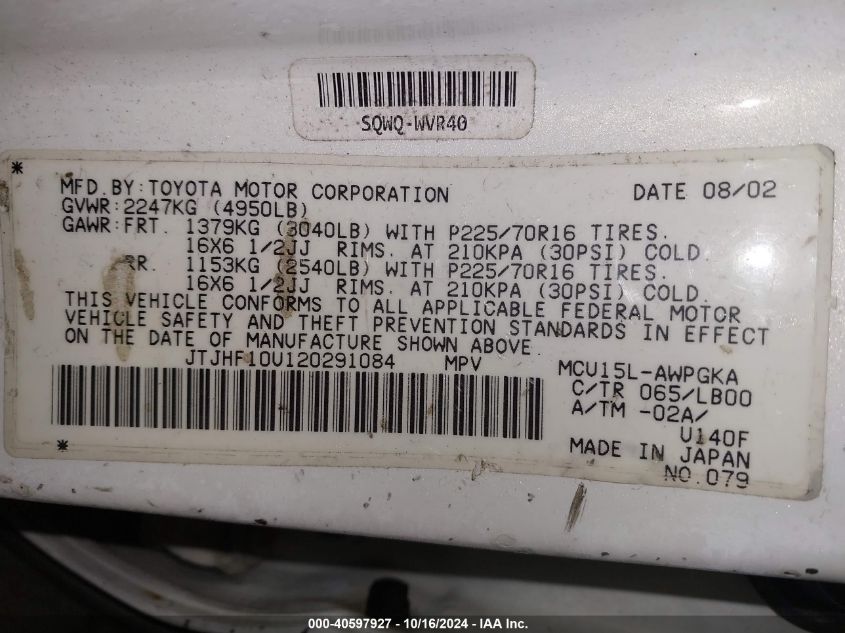 SQWQ-WVR40
*
MFD.BY:TOYOTA MOTOR CORPORATION DATE 08/02
GVWR:2247KG (4950LB)
GAWR:FRT. 1379KG (3040LB) WITH P225/70R16 TIRES.
16X6 1/2JJ RIMS. AT 210KPA (30PSI) COLD.
RR. 1153KG (2540LB) WITH P225/70R16 TIRES.
16X6 1/2JJ RIMS. AT 210KPA (30PSI) COLD.
THIS VEHICLE CONFORMS TO ALL APPLICABLE FEDERAL MOTOR
VEHICLE SAFETY AND THEFT PREVENTION STANDARDS IN EFFECT
ON THE DATE OF MANUFACTURE SHOWN ABOVE.
JTJHF10U120291084 MPV MCU15L-AWPGKA
C/TR 065/LB00
A/TM -02A/
U140F
* MADE IN JAPAN
NO.079
000-40597927 - 10/16/2024 - IAA Inc.